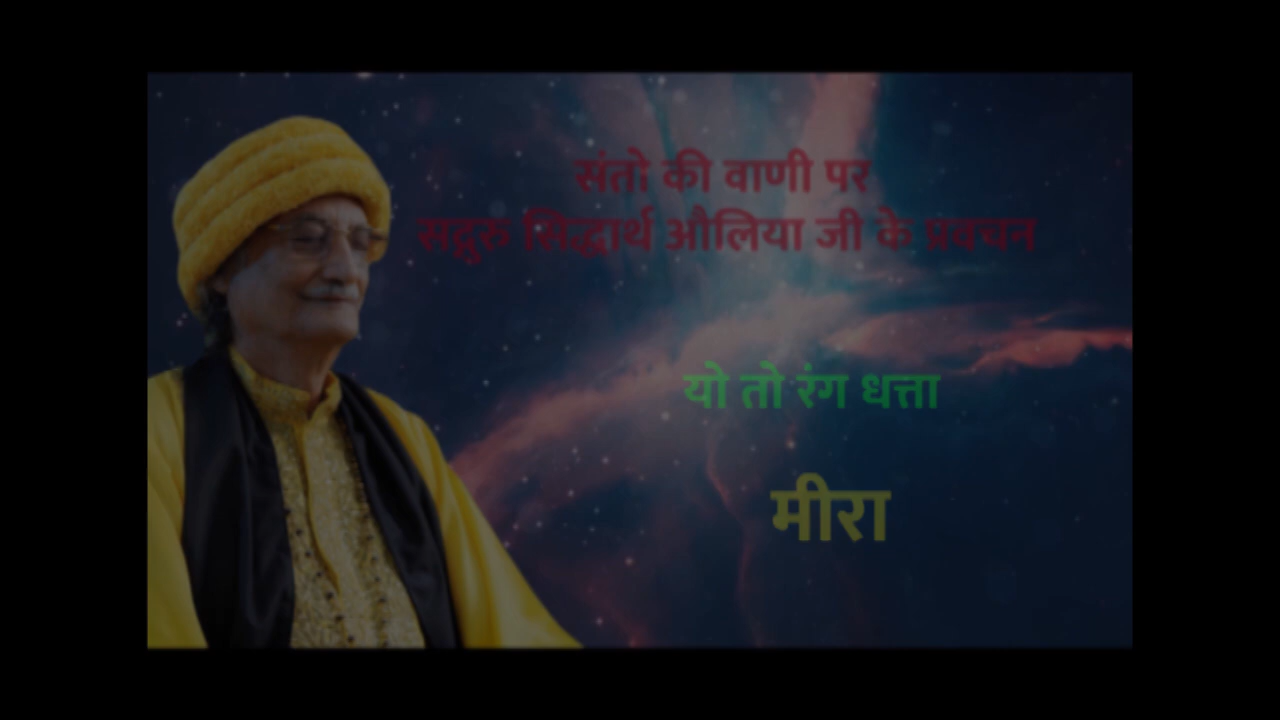 संतो की वाणी पर
सद्गुरु सिद्धार्थ औलिया जी के प्रवचन
यो तो रंग धत्ता
मीरा